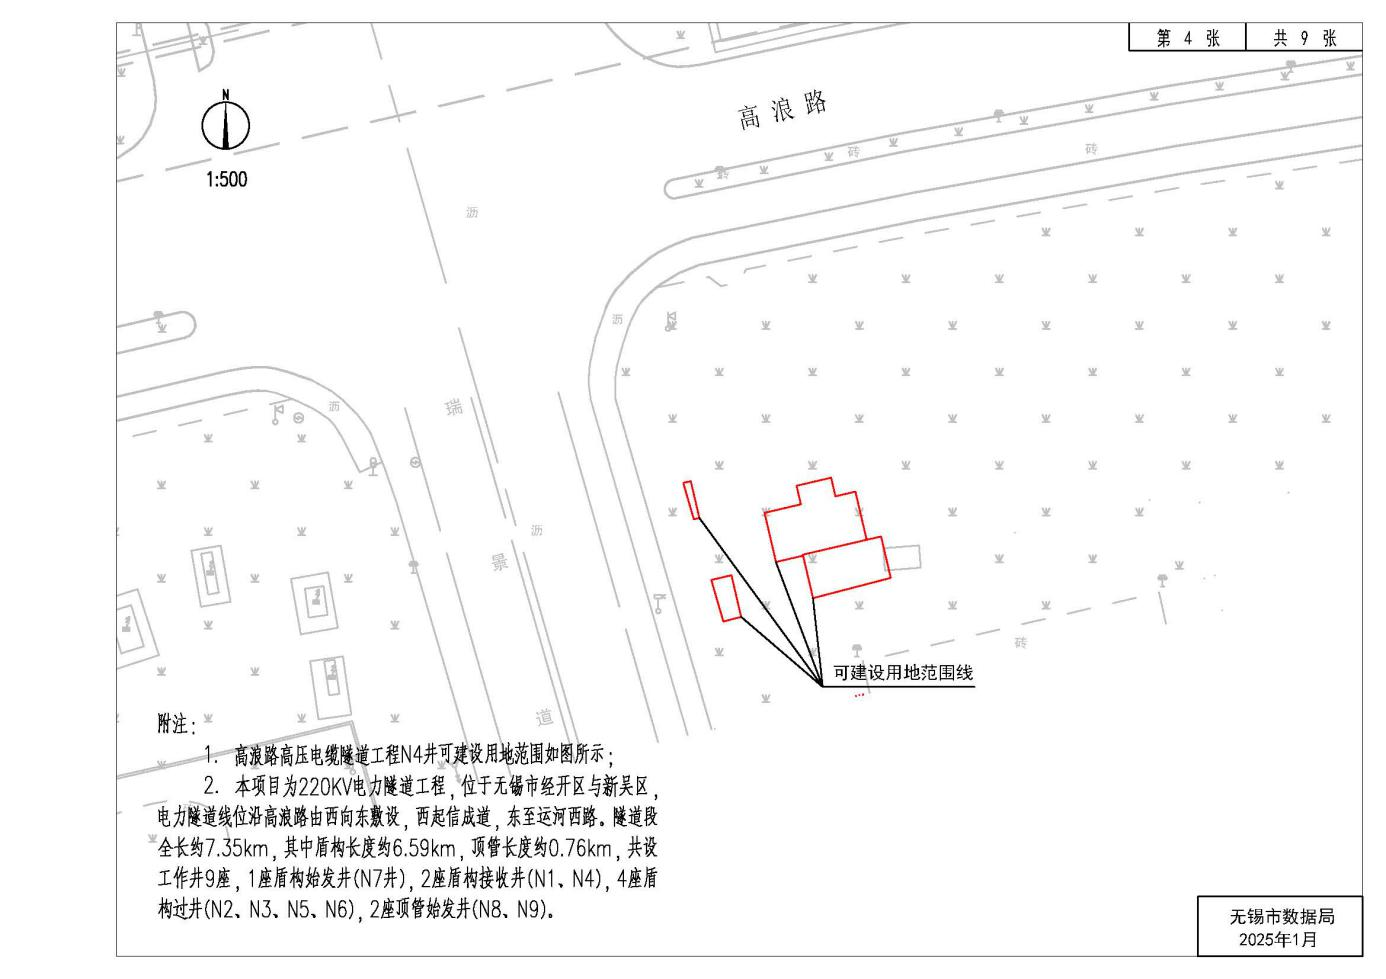 第 4 张
共 9 张
N
高浪路
1:500
砖
砖
砖
沥
沥
沥
瑞
沥
景
砖
可建设用地范围线
道
附注：
1. 高浪路高压电缆隧道工程N4井可建设用地范围如图所示；
2. 本项目为220KV电力隧道工程，位于无锡市经开区与新吴区，
电力隧道线位沿高浪路由西向东敷设，西起信成道，东至运河西路。隧道段
全长约7.35km，其中盾构长度约6.59km，顶管长度约0.76km，共设
工作井9座，1座盾构始发井(N7井)，2座盾构接收井(N1、N4)，4座盾
构过井(N2、N3、N5、N6)，2座顶管始发井(N8、N9)。
无锡市数据局
2025年1月